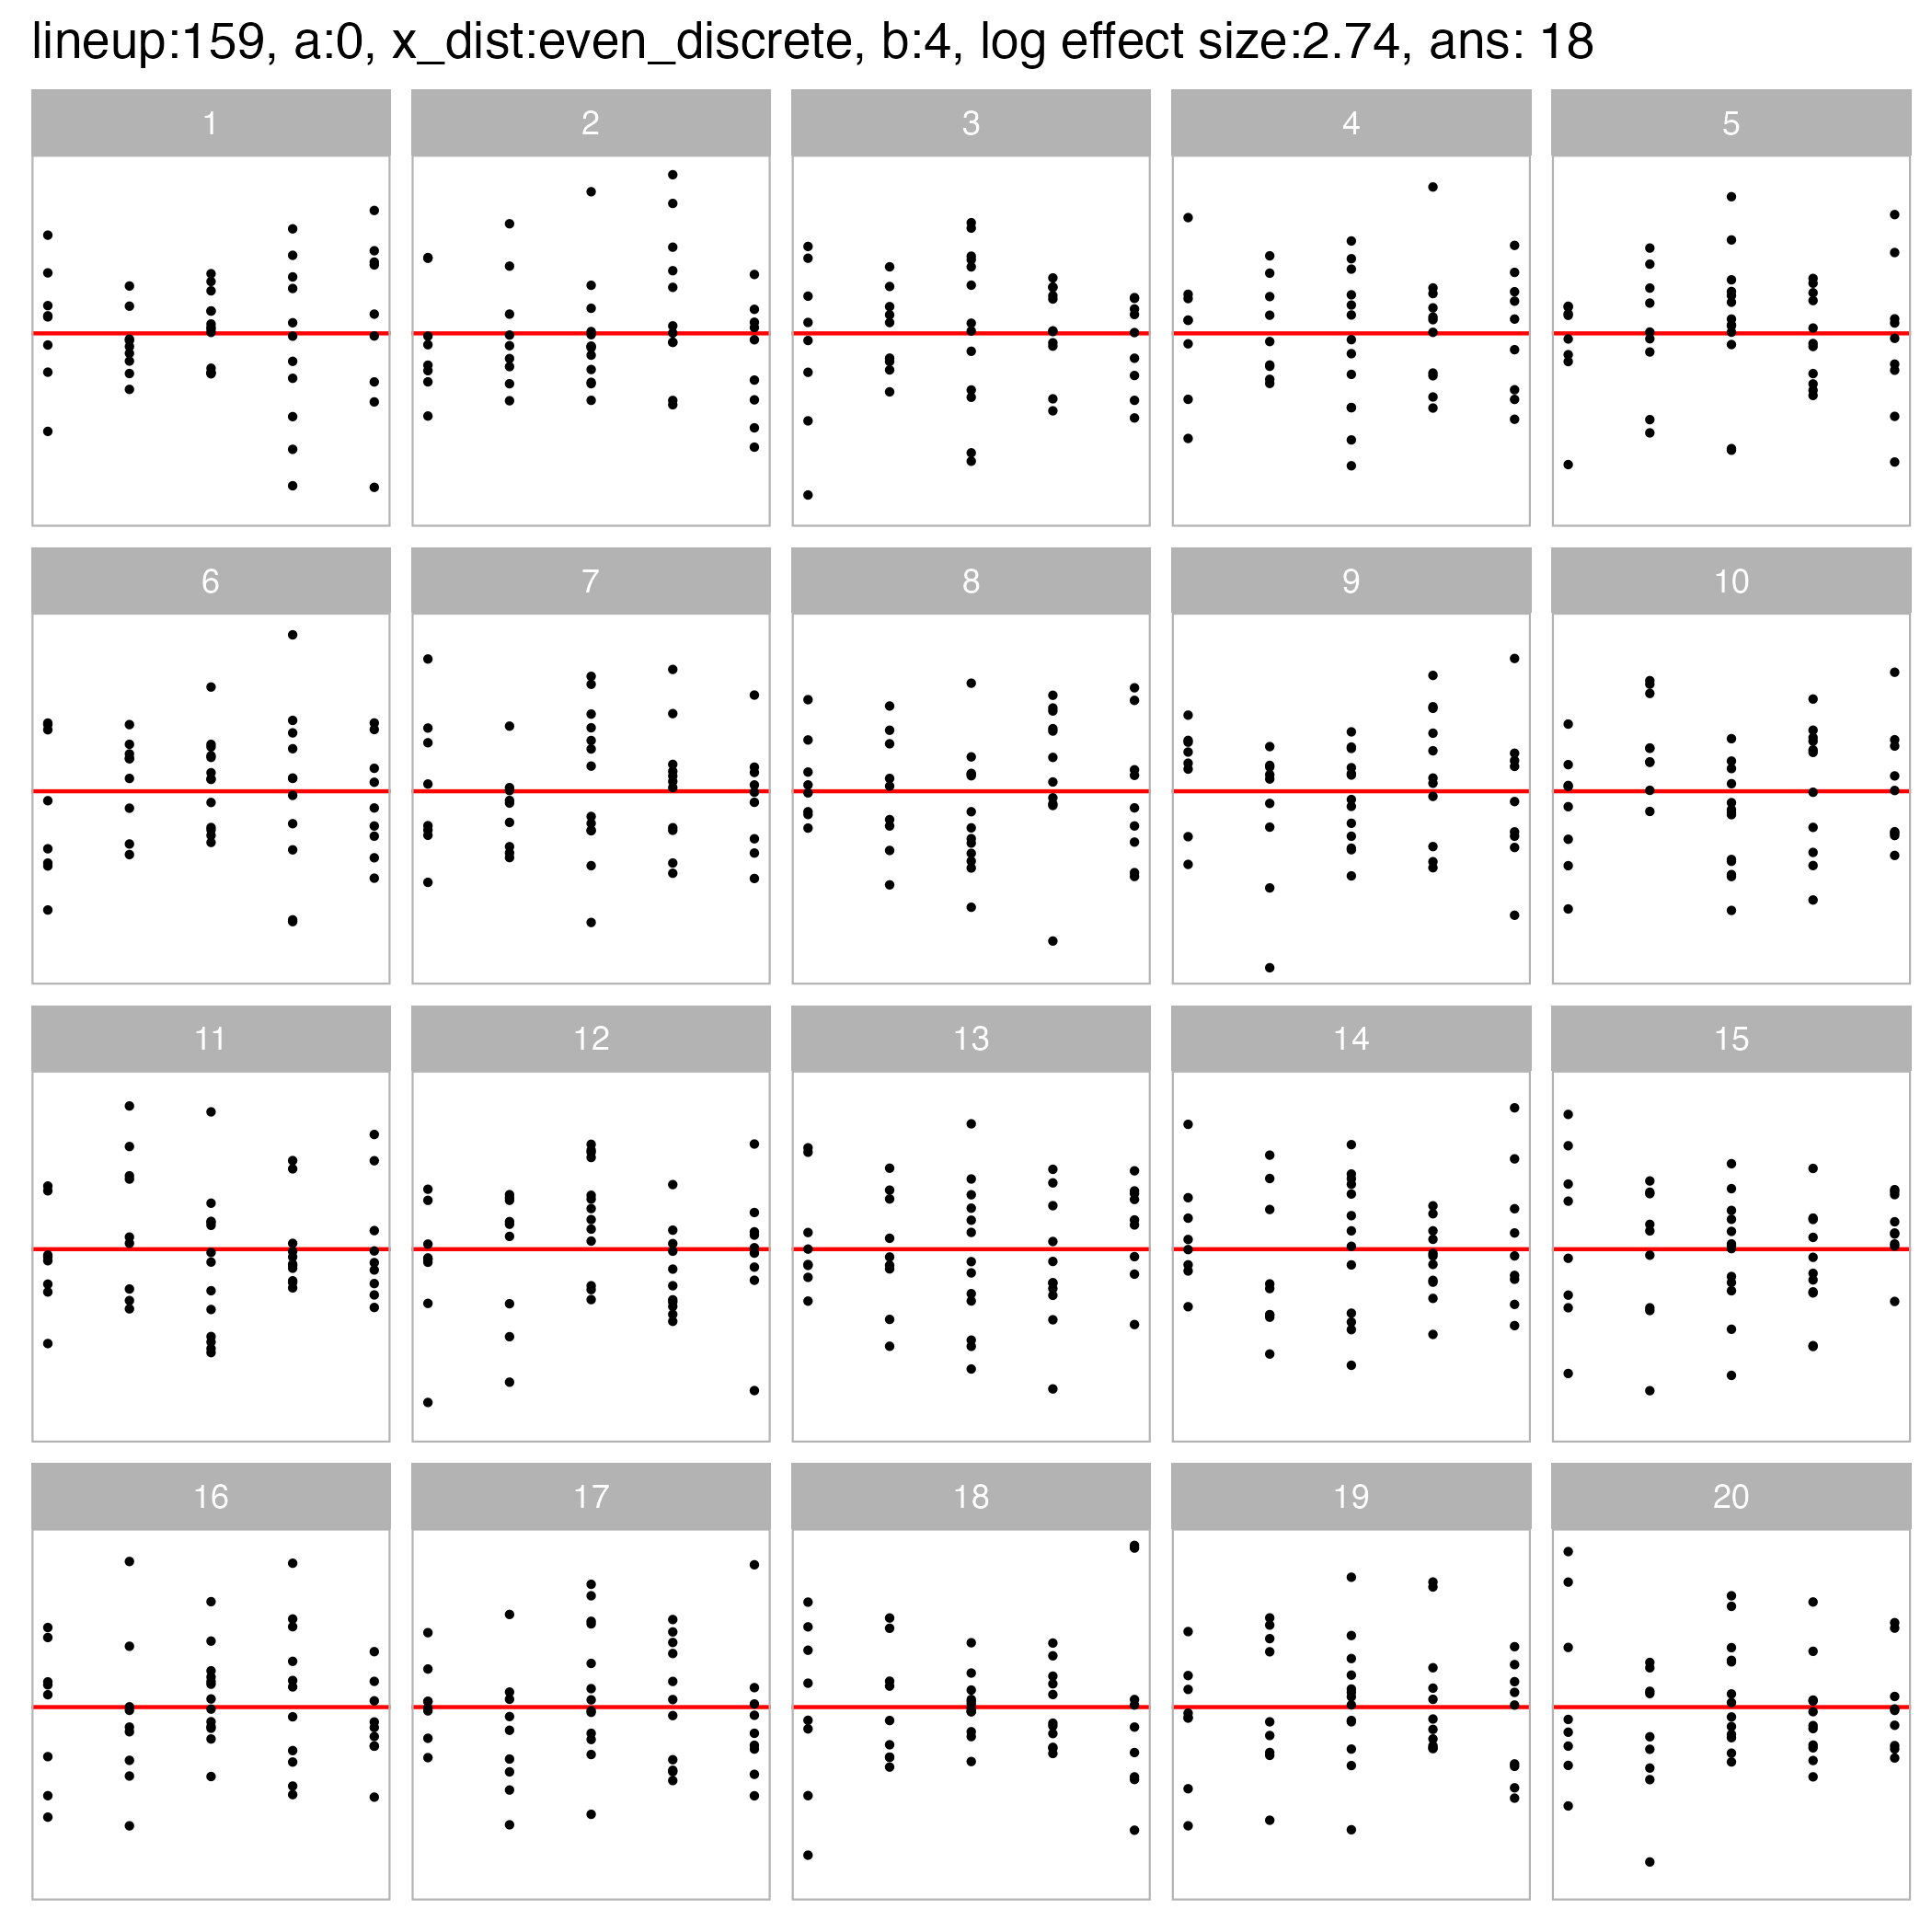 lineup:159, a:0, x_dist:even_discrete, b:4, log effect size:2.74, ans: 18
1 2 3 4 5
6 7 8 9 10
11 12 13 14 15
16 17 18 19 20